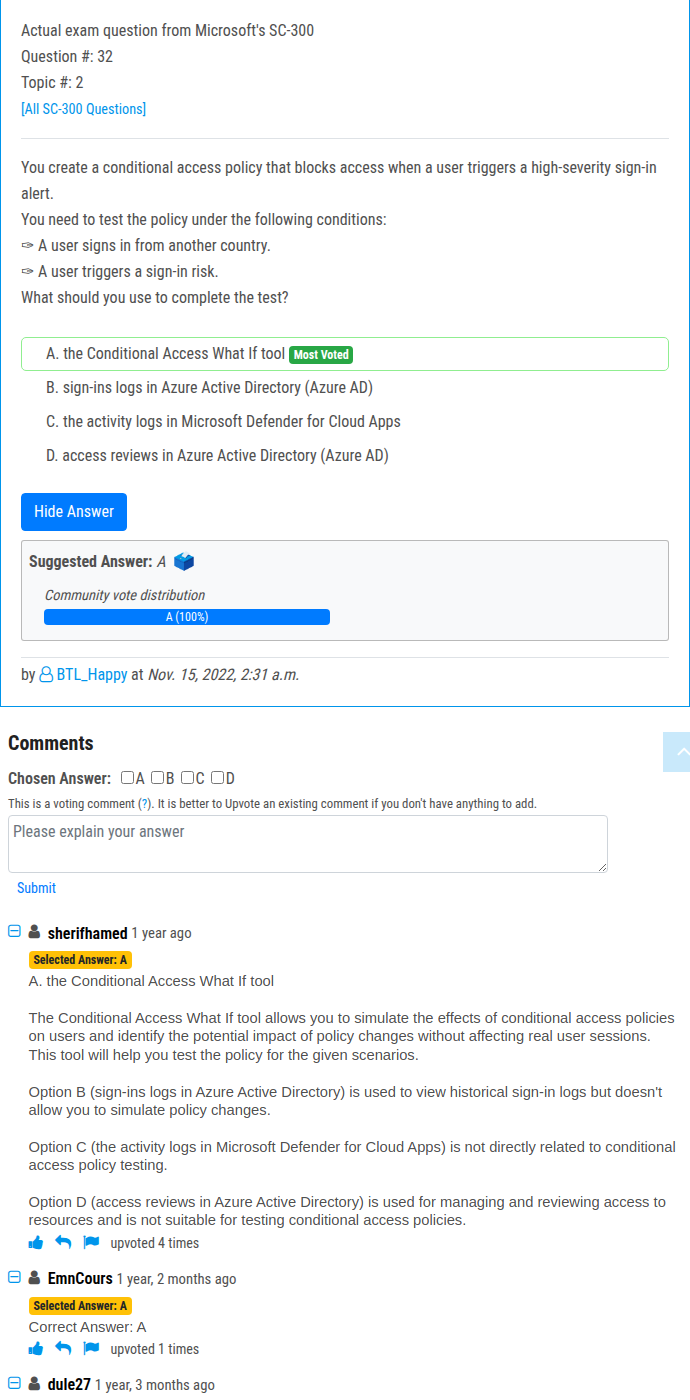 Actual exam question from Microsoft's SC-300
Question #: 32
Topic #: 2
[All SC-300 Questions]
You create a conditional access policy that blocks access when a user triggers a high-severity sign-in
alert.
You need to test the policy under the following conditions:
✑ A user signs in from another country.
✑ A user triggers a sign-in risk.
What should you use to complete the test?
A. the Conditional Access What If tool Most Voted
B. sign-ins logs in Azure Active Directory (Azure AD)
C. the activity logs in Microsoft Defender for Cloud Apps
D. access reviews in Azure Active Directory (Azure AD)
Hide Answer
Suggested Answer: A
Community vote distribution
A (100%)
by BTL_Happy at Nov. 15, 2022, 2:31 a.m.
Comments
Chosen Answer: A B C D
This is a voting comment (?). It is better to Upvote an existing comment if you don't have anything to add.
Please explain your answer
Submit
sherifhamed 1 year ago
Selected Answer: A
A. the Conditional Access What If tool
The Conditional Access What If tool allows you to simulate the effects of conditional access policies
on users and identify the potential impact of policy changes without affecting real user sessions.
This tool will help you test the policy for the given scenarios.
Option B (sign-ins logs in Azure Active Directory) is used to view historical sign-in logs but doesn't
allow you to simulate policy changes.
Option C (the activity logs in Microsoft Defender for Cloud Apps) is not directly related to conditional
access policy testing.
Option D (access reviews in Azure Active Directory) is used for managing and reviewing access to
resources and is not suitable for testing conditional access policies.
upvoted 4 times
EmnCours 1 year, 2 months ago
Selected Answer: A
Correct Answer: A
upvoted 1 times
dule27 1 year, 3 months ago